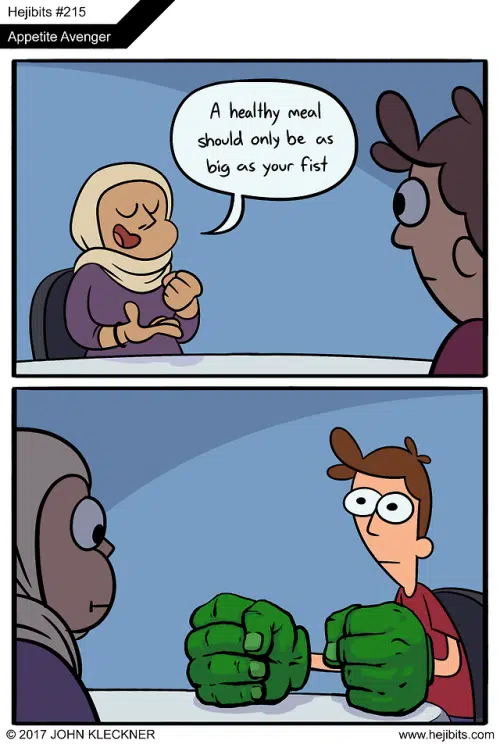 Hejibits #215
Appetite Avenger
A healthy meal
should only be as
big as your fist
© 2017 JOHN KLECKNER
www.hejibits.com